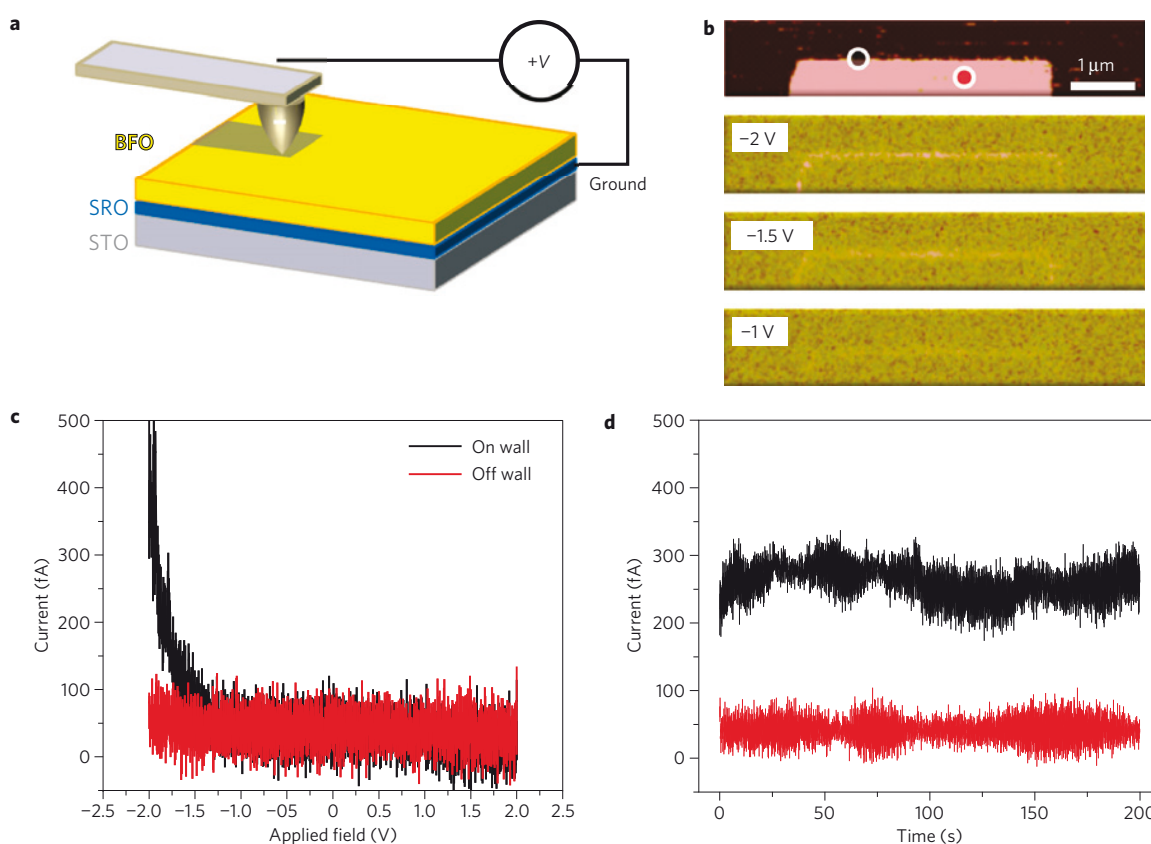 a
+V
BFO
Ground
SRO
STO
b
1 μm
−2 V
−1.5 V
−1 V
c
500
400
300
200
100
0
Current (fA)
On wall
Off wall
−2.5 −2.0 −1.5 −1.0 −0.5 0 0.5 1.0 1.5 2.0 2.5
Applied field (V)
d
500
400
300
200
100
0
Current (fA)
0 50 100 150 200
Time (s)